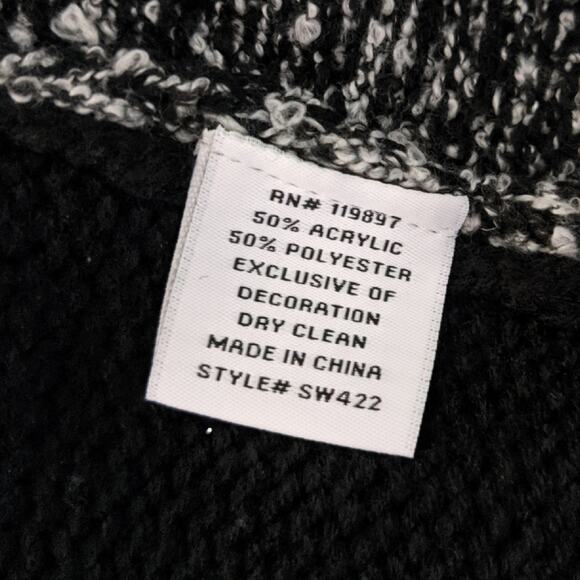 RN# 119897
50% ACRYLIC
50% POLYESTER
EXCLUSIVE OF
DECORATION
DRY CLEAN
MADE IN CHINA
STYLE# SW422